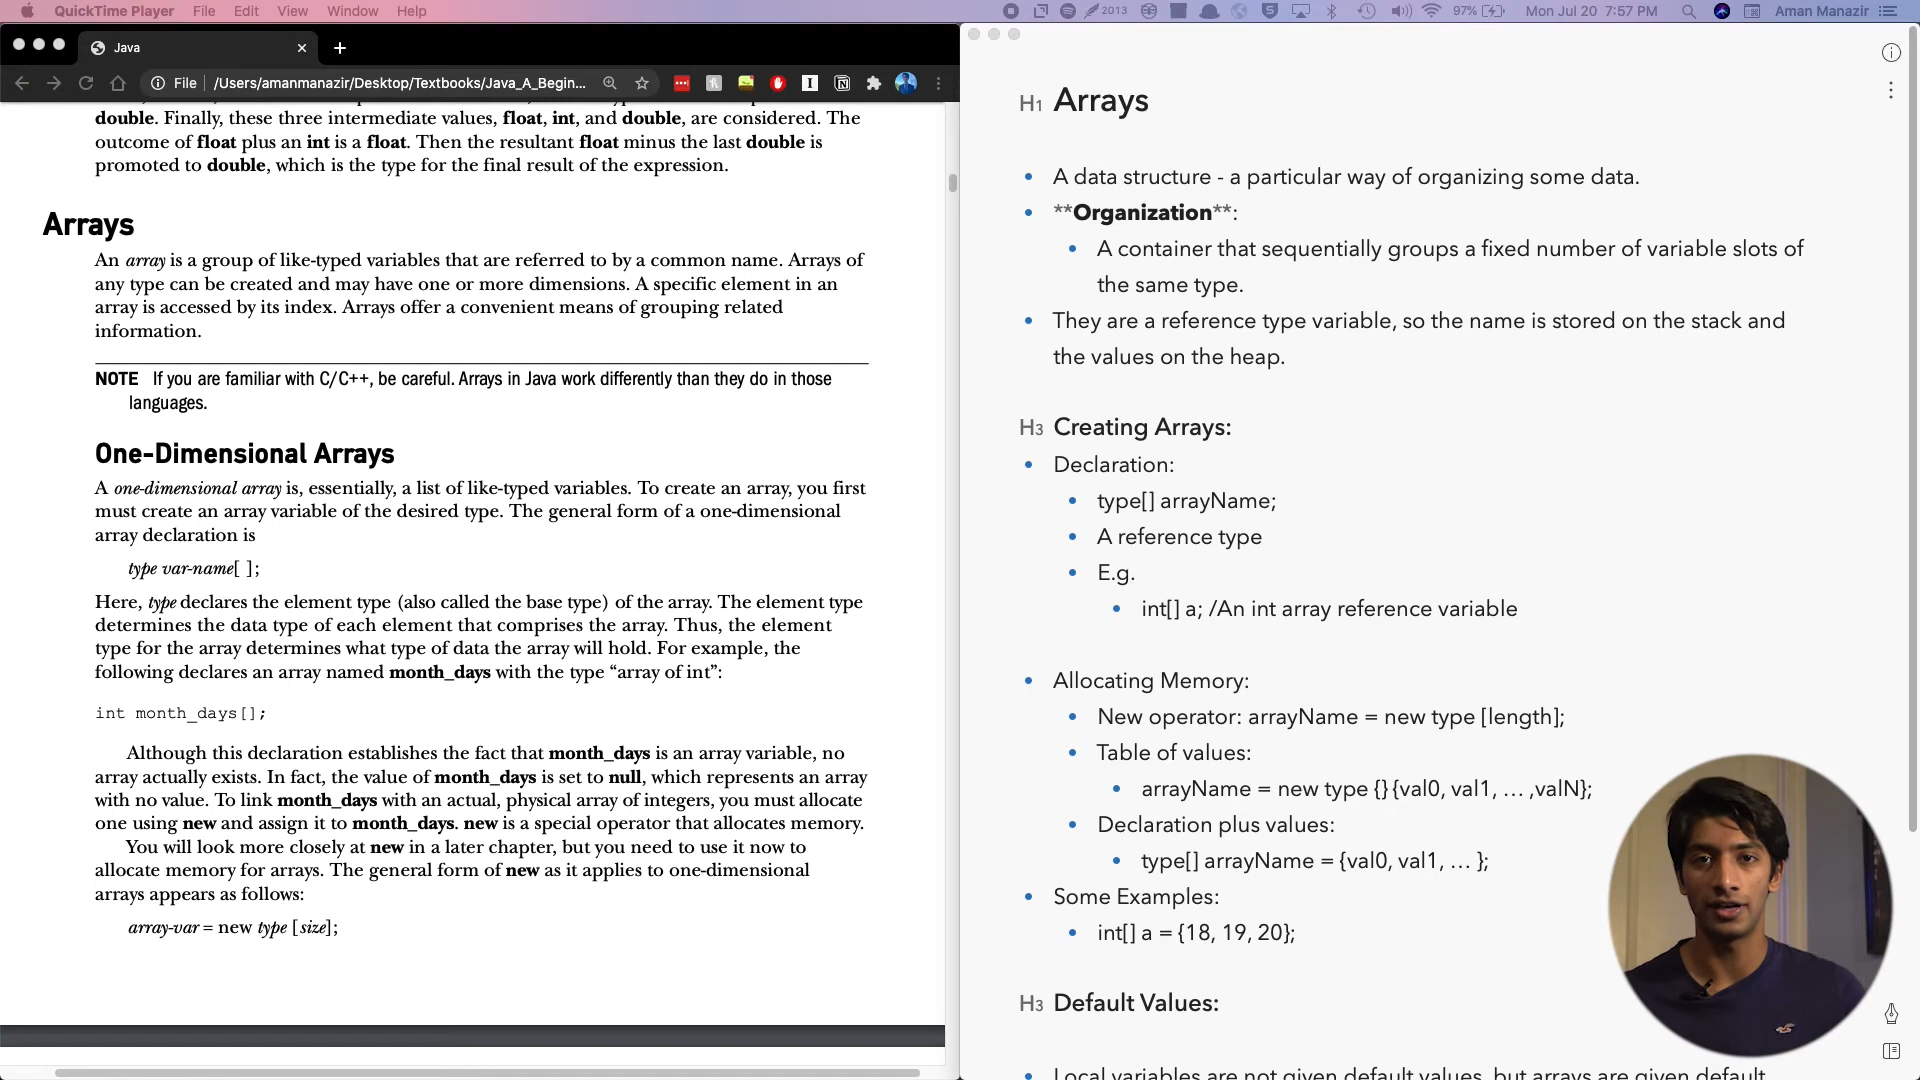 QuickTime Player File Edit View Window Help
2013 97% Mon Jul 20 7:57 PM Aman Manazir
Java
File /Users/amanmanazir/Desktop/Textbooks/Java_A_Begin...
double. Finally, these three intermediate values, float, int, and double, are considered. The
outcome of float plus an int is a float. Then the resultant float minus the last double is
promoted to double, which is the type for the final result of the expression.
Arrays
An array is a group of like-typed variables that are referred to by a common name. Arrays of
any type can be created and may have one or more dimensions. A specific element in an
array is accessed by its index. Arrays offer a convenient means of grouping related
information.
NOTE If you are familiar with C/C++, be careful. Arrays in Java work differently than they do in those
languages.
One-Dimensional Arrays
A one-dimensional array is, essentially, a list of like-typed variables. To create an array, you first
must create an array variable of the desired type. The general form of a one-dimensional
array declaration is
type var-name[ ];
Here, type declares the element type (also called the base type) of the array. The element type
determines the data type of each element that comprises the array. Thus, the element
type for the array determines what type of data the array will hold. For example, the
following declares an array named month_days with the type “array of int”:
int month_days[];
Although this declaration establishes the fact that month_days is an array variable, no
array actually exists. In fact, the value of month_days is set to null, which represents an array
with no value. To link month_days with an actual, physical array of integers, you must allocate
one using new and assign it to month_days. new is a special operator that allocates memory.
You will look more closely at new in a later chapter, but you need to use it now to
allocate memory for arrays. The general form of new as it applies to one-dimensional
arrays appears as follows:
array-var = new type [size];
H1 Arrays
• A data structure - a particular way of organizing some data.
• **Organization**:
• A container that sequentially groups a fixed number of variable slots of
the same type.
• They are a reference type variable, so the name is stored on the stack and
the values on the heap.
H3 Creating Arrays:
• Declaration:
• type[] arrayName;
• A reference type
• E.g.
• int[] a; /An int array reference variable
• Allocating Memory:
• New operator: arrayName = new type [length];
• Table of values:
• arrayName = new type {}{val0, val1, … ,valN};
• Declaration plus values:
• type[] arrayName = {val0, val1, … };
• Some Examples:
• int[] a = {18, 19, 20};
H3 Default Values:
• Local variables are not given default values, but arrays are given default